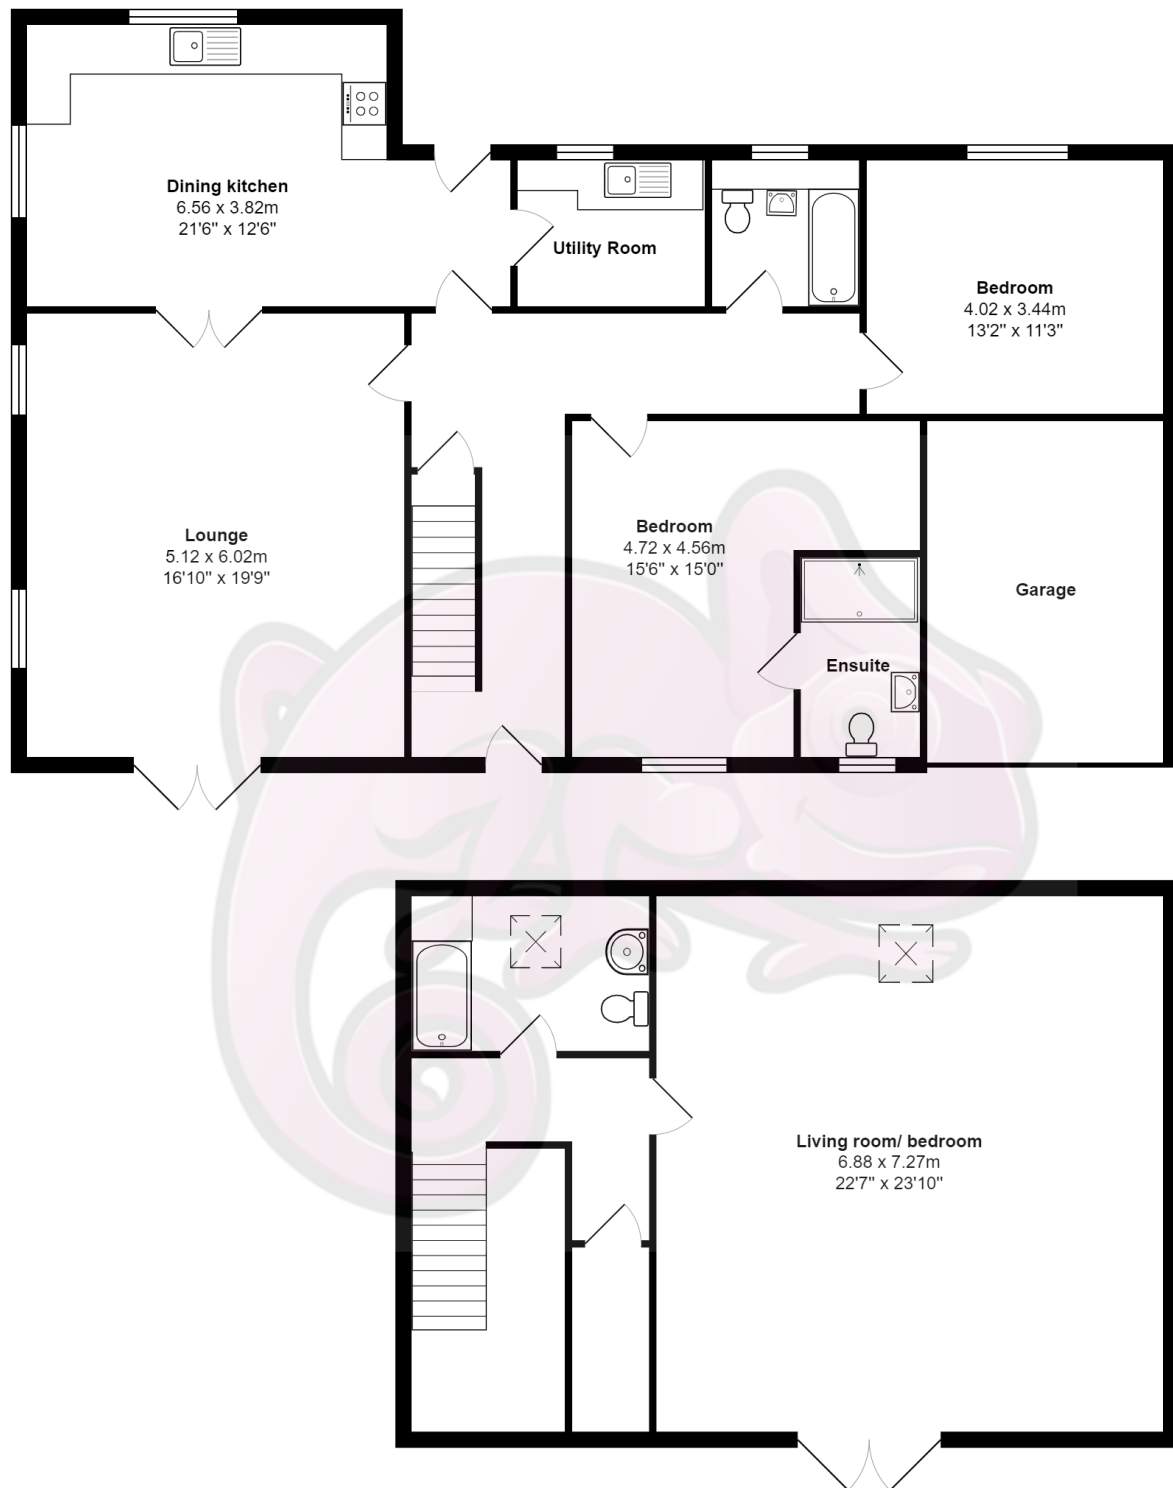 Dining kitchen
6.56 x 3.82m
21'6" x 12'6"
Utility Room
Bedroom
4.02 x 3.44m
13'2" x 11'3"
Lounge
5.12 x 6.02m
16'10" x 19'9"
Bedroom
4.72 x 4.56m
15'6" x 15'0"
Ensuite
Garage
Living room/ bedroom
6.88 x 7.27m
22'7" x 23'10"